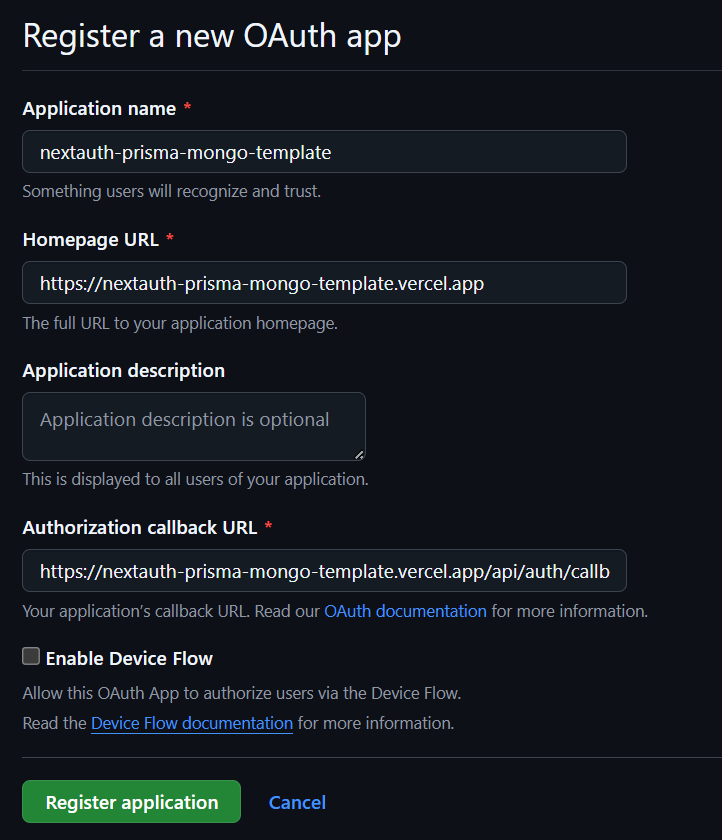 Register a new OAuth app
Application name *
nextauth-prisma-mongo-template
Something users will recognize and trust.
Homepage URL *
https://nextauth-prisma-mongo-template.vercel.app
The full URL to your application homepage.
Application description
Application description is optional
This is displayed to all users of your application.
Authorization callback URL *
https://nextauth-prisma-mongo-template.vercel.app/api/auth/callb
Your application’s callback URL. Read our OAuth documentation for more information.
Enable Device Flow
Allow this OAuth App to authorize users via the Device Flow.
Read the Device Flow documentation for more information.
Register application Cancel